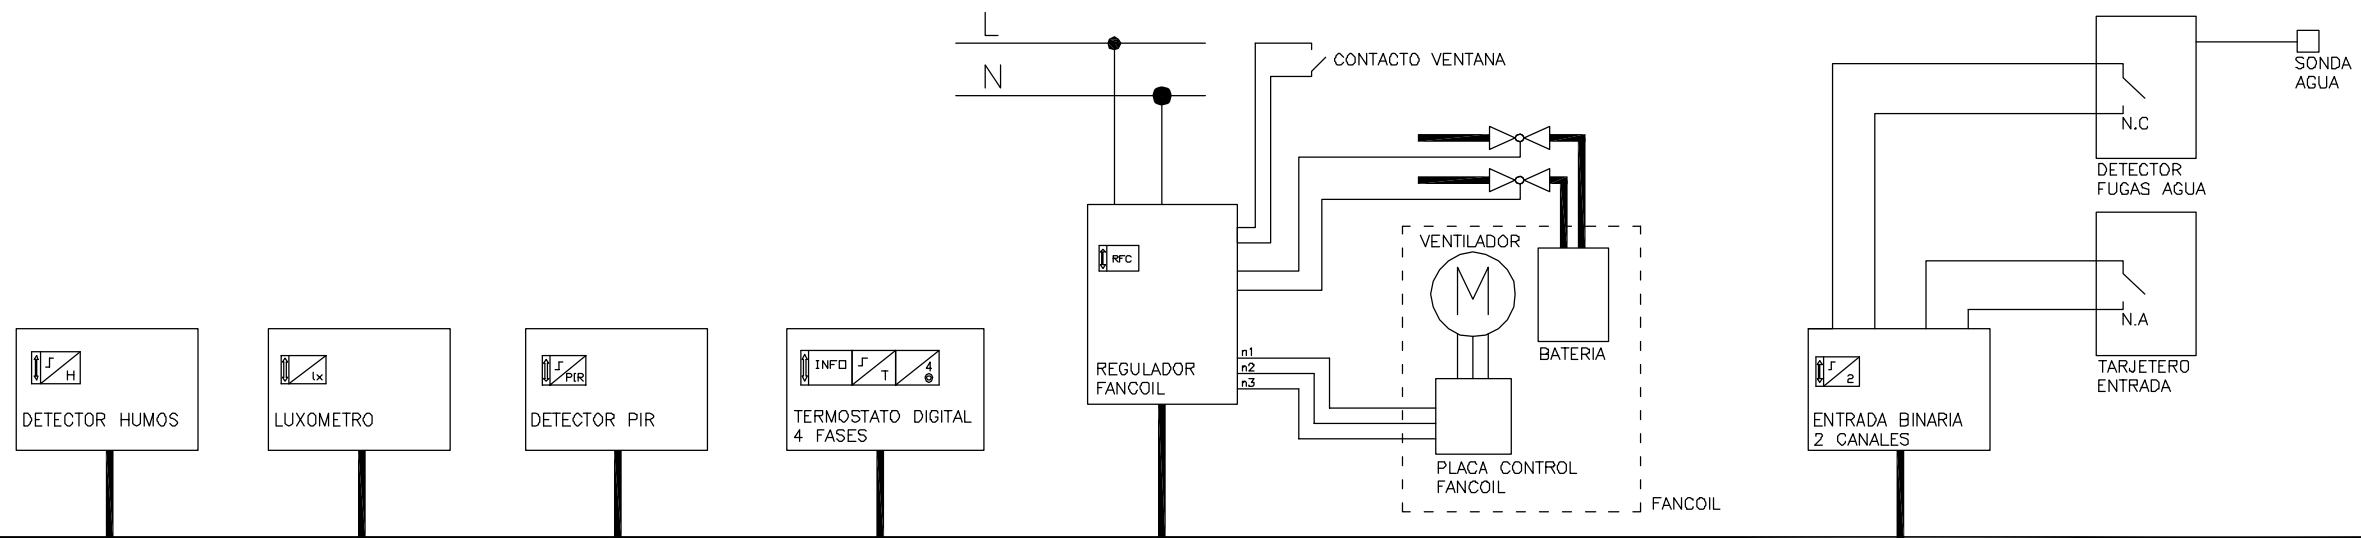 L
N
CONTACTO VENTANA
SONDA
AGUA
N.C
DETECTOR
FUGAS AGUA
RFC
VENTILADOR
M
BATERIA
REGULADOR
FANCOIL
n1
n2
n3
PLACA CONTROL
FANCOIL
FANCOIL
N.A
TARJETERO
ENTRADA
H
DETECTOR HUMOS
lx
LUXOMETRO
PIR
DETECTOR PIR
INFO
T
4
TERMOSTATO DIGITAL
4 FASES
2
ENTRADA BINARIA
2 CANALES